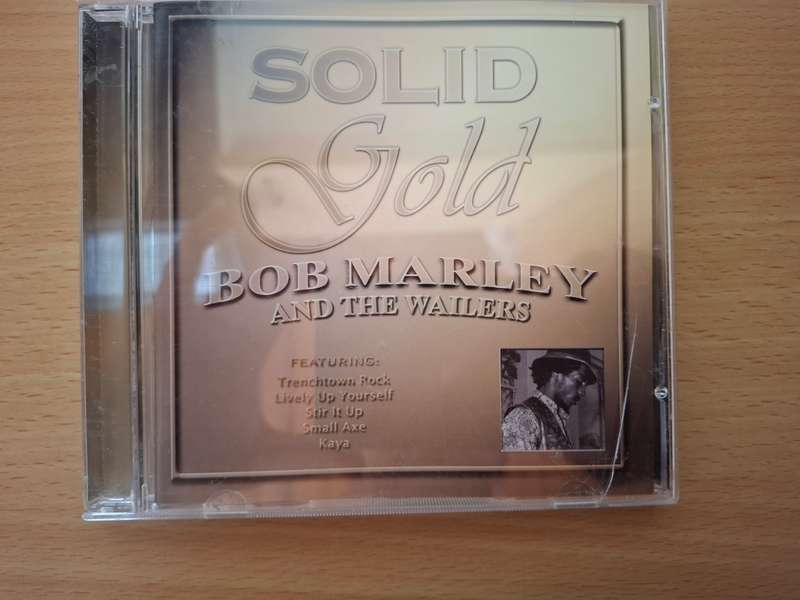 SOLID
Gold
BOB MARLEY
AND THE WAILERS
FEATURING:
Trenchtown Rock
Lively Up Yourself
Stir It Up
Small Axe
Kaya